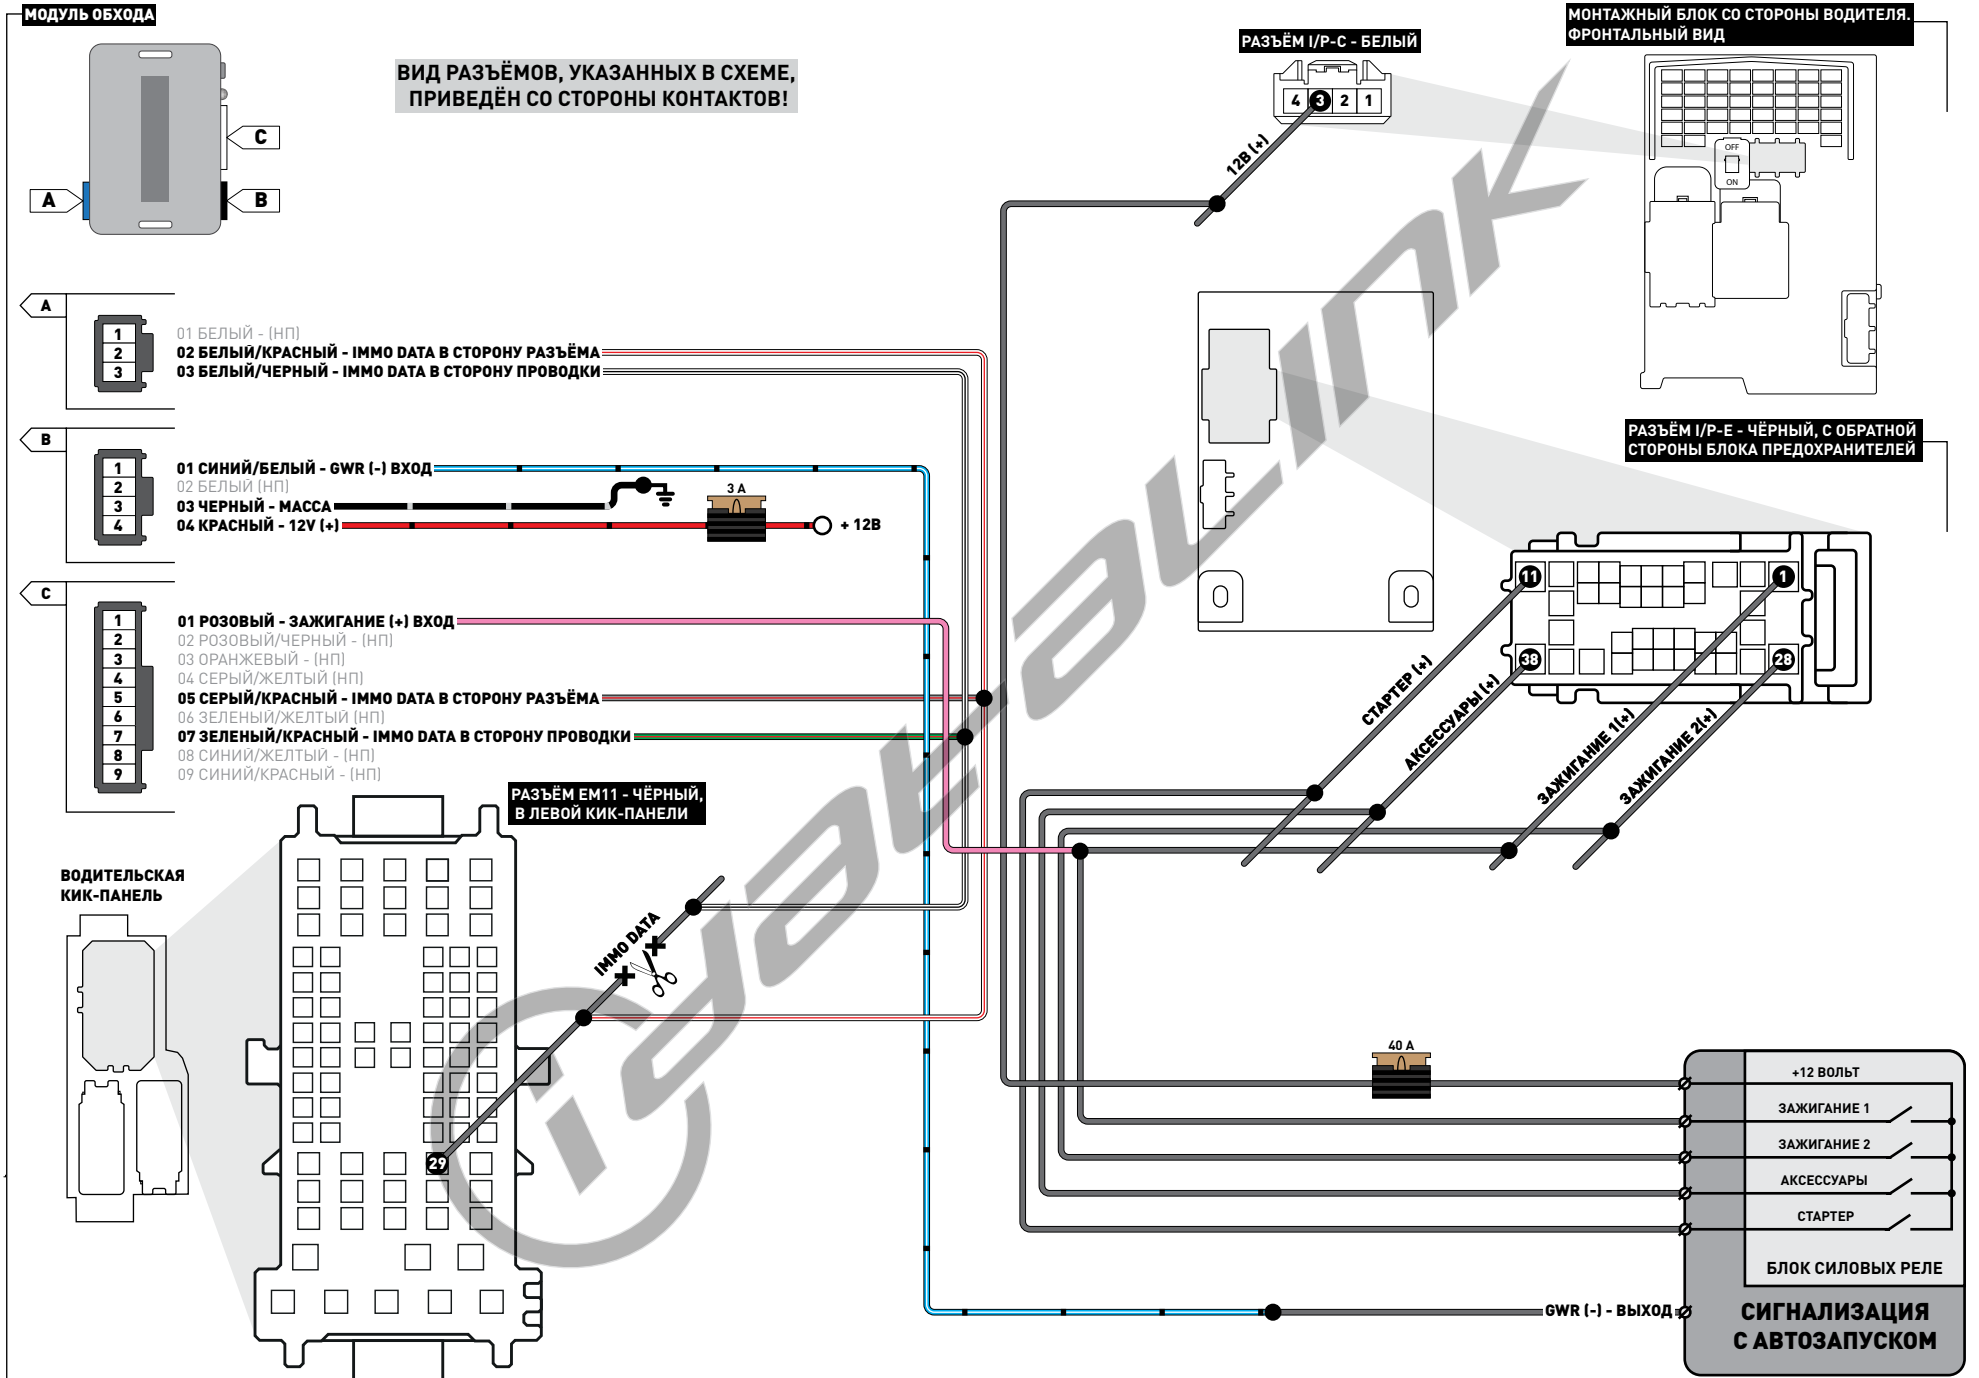 МОДУЛЬ ОБХОДА
C
A
B
ВИД РАЗЪЁМОВ, УКАЗАННЫХ В СХЕМЕ,
ПРИВЕДЁН СО СТОРОНЫ КОНТАКТОВ!
РАЗЪЁМ I/P-C - БЕЛЫЙ
4 3 2 1
12В (+)
МОНТАЖНЫЙ БЛОК СО СТОРОНЫ ВОДИТЕЛЯ.
ФРОНТАЛЬНЫЙ ВИД
OFF
ON
A
1
2
3
01 БЕЛЫЙ - (НП)
02 БЕЛЫЙ/КРАСНЫЙ - IMMO DATA В СТОРОНУ РАЗЪЁМА
03 БЕЛЫЙ/ЧЕРНЫЙ - IMMO DATA В СТОРОНУ ПРОВОДКИ
B
1
2
3
4
01 СИНИЙ/БЕЛЫЙ - GWR (-) ВХОД
02 БЕЛЫЙ (НП)
03 ЧЕРНЫЙ - МАССА
04 КРАСНЫЙ - 12V (+)
3 А
+ 12В
C
1
2
3
4
5
6
7
8
9
01 РОЗОВЫЙ - ЗАЖИГАНИЕ (+) ВХОД
02 РОЗОВЫЙ/ЧЕРНЫЙ - (НП)
03 ОРАНЖЕВЫЙ - (НП)
04 СЕРЫЙ/ЖЕЛТЫЙ (НП)
05 СЕРЫЙ/КРАСНЫЙ - IMMO DATA В СТОРОНУ РАЗЪЁМА
06 ЗЕЛЕНЫЙ/ЖЕЛТЫЙ (НП)
07 ЗЕЛЕНЫЙ/КРАСНЫЙ - IMMO DATA В СТОРОНУ ПРОВОДКИ
08 СИНИЙ/ЖЕЛТЫЙ - (НП)
09 СИНИЙ/КРАСНЫЙ - (НП)
РАЗЪЁМ I/P-E - ЧЁРНЫЙ, С ОБРАТНОЙ
СТОРОНЫ БЛОКА ПРЕДОХРАНИТЕЛЕЙ
11
1
38
28
СТАРТЕР (+)
АКСЕССУАРЫ (+)
ЗАЖИГАНИЕ 1(+)
ЗАЖИГАНИЕ 2(+)
РАЗЪЁМ EM11 - ЧЁРНЫЙ,
В ЛЕВОЙ КИК-ПАНЕЛИ
ВОДИТЕЛЬСКАЯ
КИК-ПАНЕЛЬ
IMMO DATA
29
40 А
+12 ВОЛЬТ
ЗАЖИГАНИЕ 1
ЗАЖИГАНИЕ 2
АКСЕССУАРЫ
СТАРТЕР
БЛОК СИЛОВЫХ РЕЛЕ
GWR (-) - ВЫХОД
СИГНАЛИЗАЦИЯ
С АВТОЗАПУСКОМ